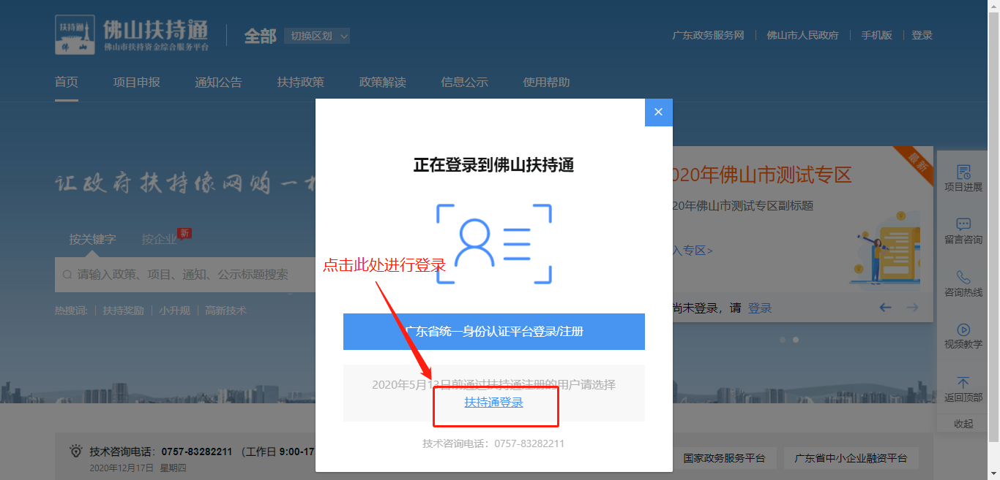 扶持通
佛山
佛山扶持通
佛山市扶持资金综合服务平台
全部
切换区划
广东政务服务网
佛山市人民政府
手机版
登录
首页
项目申报
通知公告
扶持政策
政策解读
信息公示
使用帮助
×
正在登录到佛山扶持通
让政府扶持像网购一
最新
020年佛山市测试专区
20年佛山市测试专区副标题
入专区>
项目进展
留言咨询
咨询热线
视频教学
返回顶部
收起
按关键字
按企业
新
请输入政策、项目、通知、公示标题搜索
热搜词:
扶持奖励
小升规
高新技术
点击此处进行登录
尚未登录，请 登录
广东省统一身份认证平台登录/注册
2020年5月13日前通过扶持通注册的用户请选择
扶持通登录
技术咨询电话：0757-83282211
技术咨询电话：0757-83282211 （工作日 9:00-17
2020年12月17日 星期四
国家政务服务平台
广东省中小企业融资平台